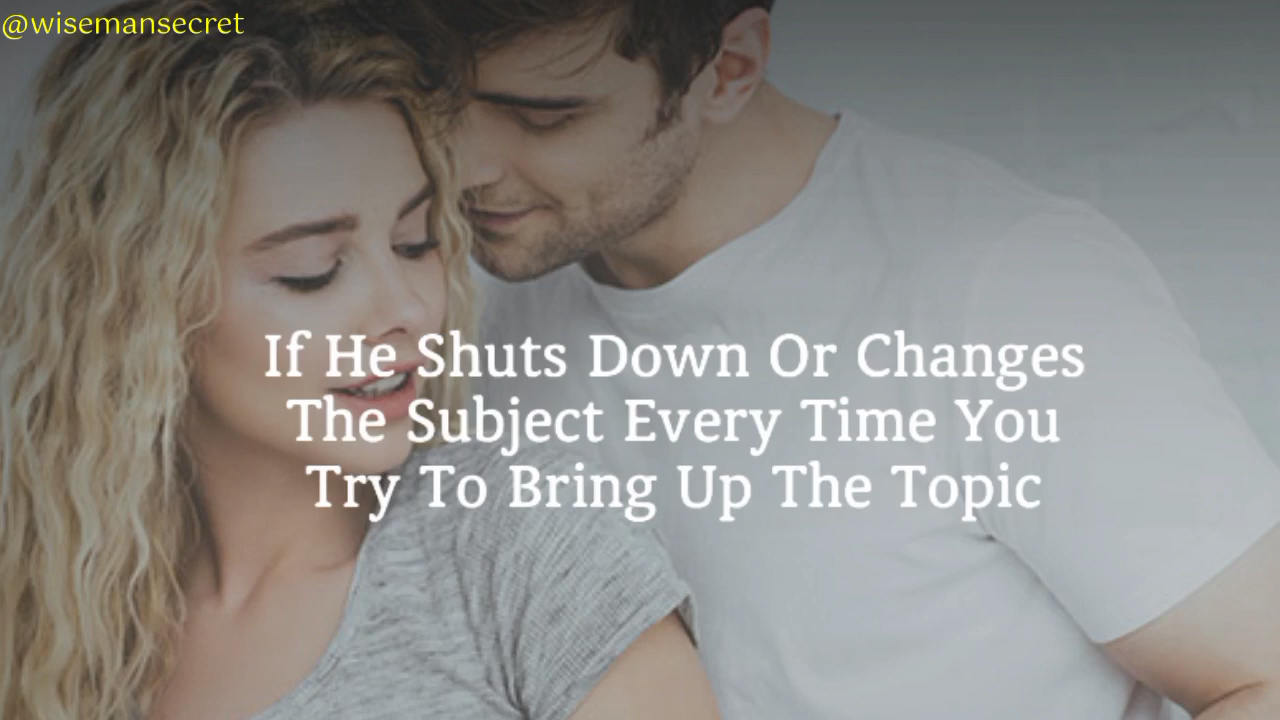 @wisemansecret
If He Shuts Down Or Changes
The Subject Every Time You
Try To Bring Up The Topic